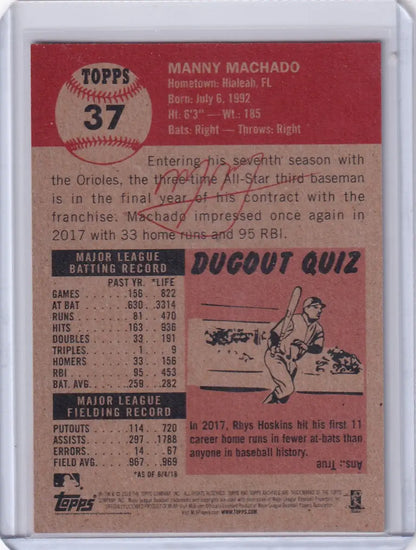 TOPPS
37
MANNY MACHADO
Hometown: Hialeah, FL
Born: July 6, 1992
Ht: 6'3" — Wt.: 185
Bats: Right — Throws: Right
Entering his seventh season with
the Orioles, the three-time All-Star third baseman
is in the final year of his contract with the
franchise. Machado impressed once again in
2017 with 33 home runs and 95 RBI.
MAJOR LEAGUE
BATTING RECORD
PAST YR. *LIFE
GAMES 156 822
AT BAT 630 3314
RUNS 81 470
HITS 163 936
DOUBLES 33 191
TRIPLES 1 9
HOMERS 33 156
RBI 95 453
BAT. AVG. 259 282
MAJOR LEAGUE
FIELDING RECORD
PUTOUTS 114 720
ASSISTS 297 1788
ERRORS 14 67
FIELD AVG. 967 969
*AS OF 6/4/18
DUGOUT QUIZ
In 2017, Rhys Hoskins hit his first 11
career home runs in fewer at-bats than
anyone in baseball history.
Ans.: True
Topps
WWW.TOPPS.COM